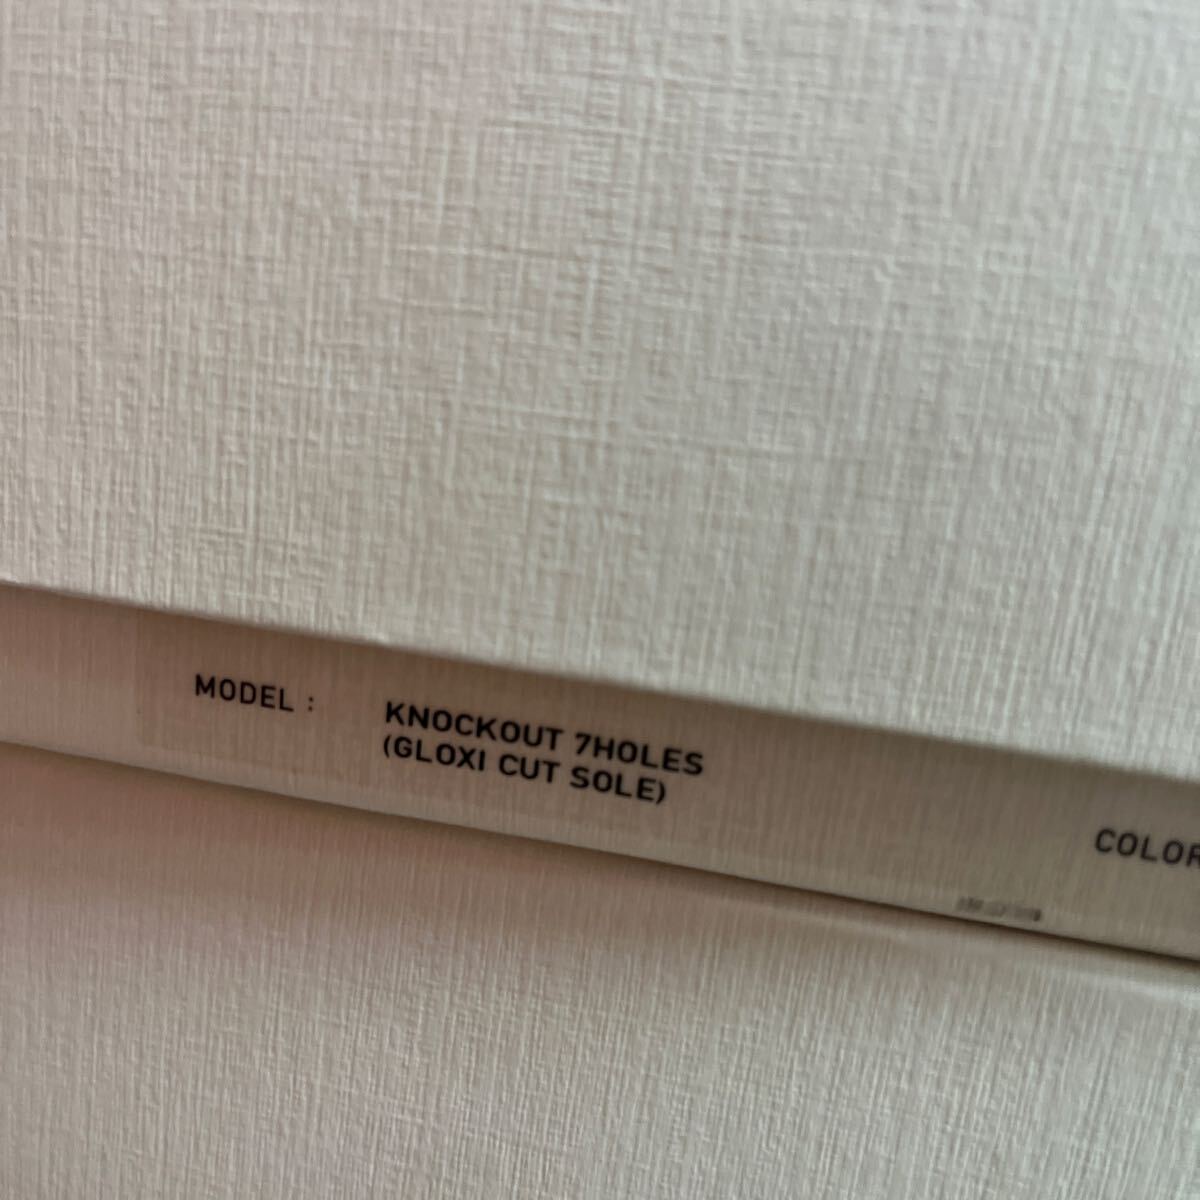 MODEL :
KNOCKOUT 7HOLES
(GLOXI CUT SOLE)
COLOR